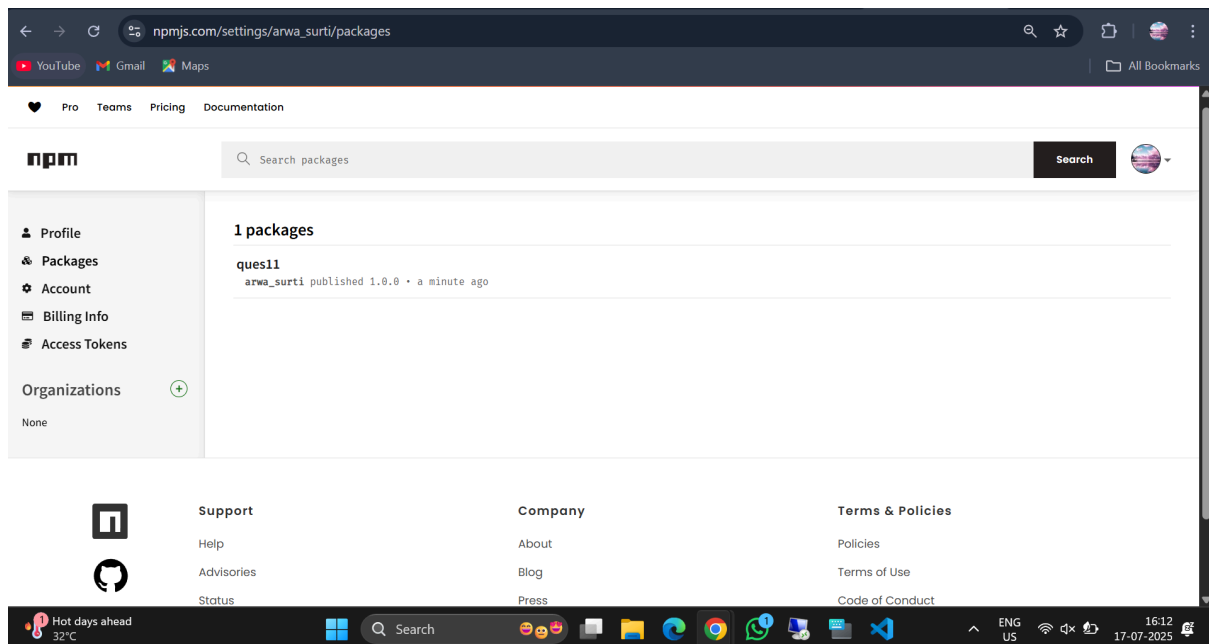 npmjs.com/settings/arwa_surti/packages
YouTube Gmail Maps All Bookmarks
Pro Teams Pricing Documentation
npm Search packages Search
Profile
Packages
Account
Billing Info
Access Tokens
Organizations
None
1 packages
ques11
arwa_surti published 1.0.0 • a minute ago
Support
Help
Advisories
Status
Company
About
Blog
Press
Terms & Policies
Policies
Terms of Use
Code of Conduct
1 Hot days ahead
32°C
Search
1
ENG
US
16:12
17-07-2025